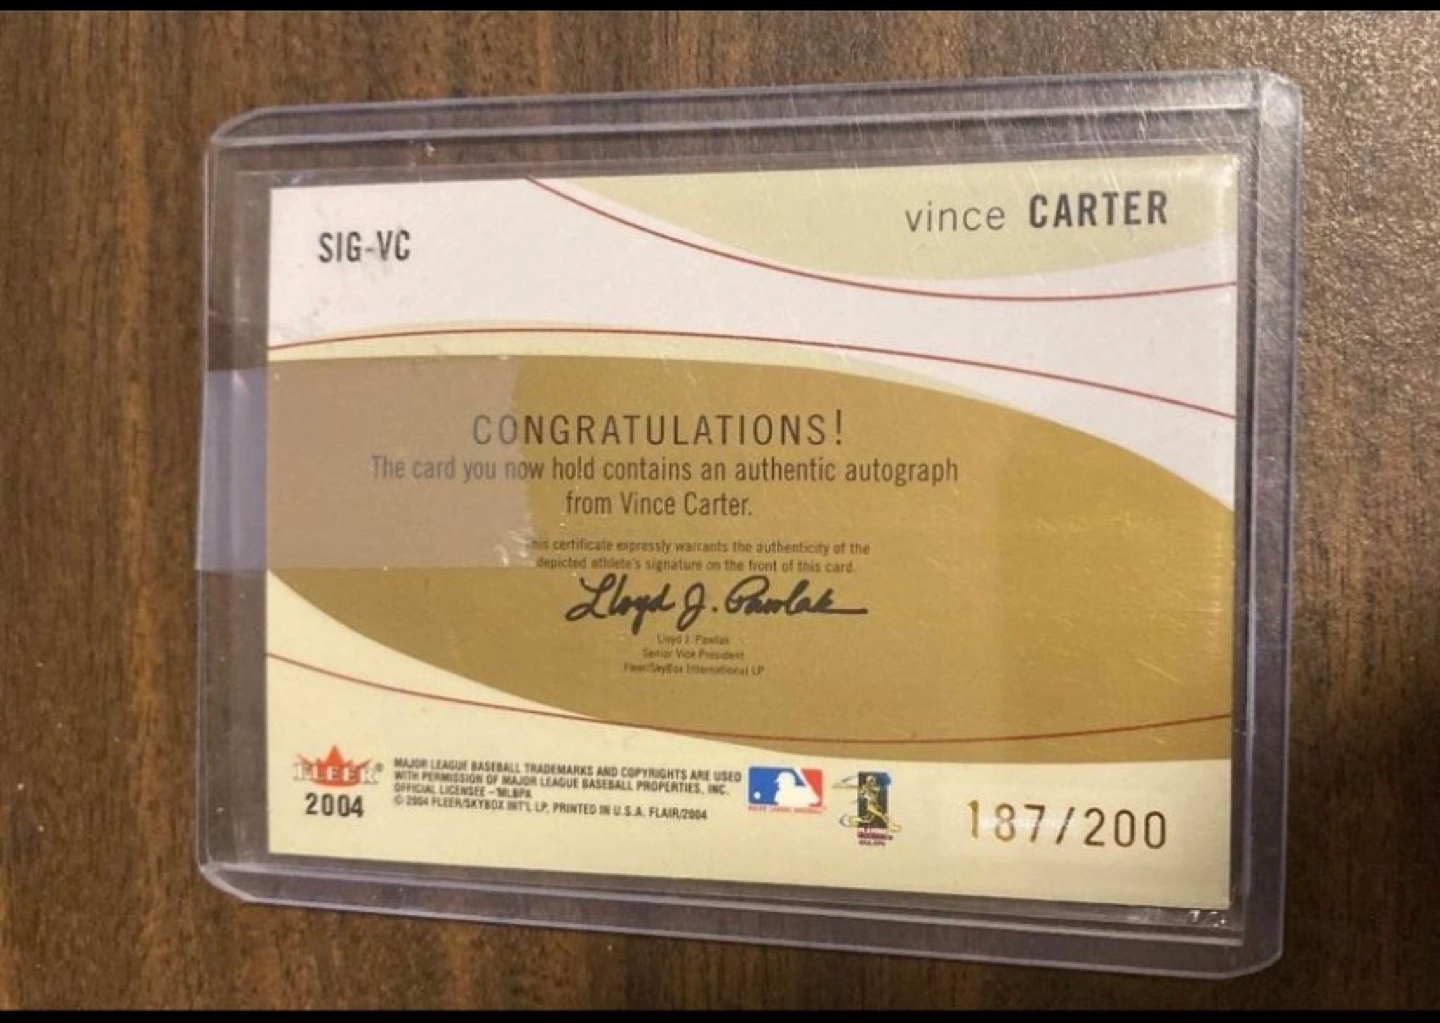 SIG-VC
vince CARTER
CONGRATULATIONS!
The card you now hold contains an authentic autograph
from Vince Carter.
his certificate expressly warrants the authenticity of the
depicted athlete's signature on the front of this card.
Lloyd J. Pawlak
Lloyd J. Pawlak
Senior Vice President
Fleer/SkyBox International LP
FLEER®
2004
MAJOR LEAGUE BASEBALL TRADEMARKS AND COPYRIGHTS ARE USED
WITH PERMISSION OF MAJOR LEAGUE BASEBALL PROPERTIES, INC.
OFFICIAL LICENSEE - MLBPA
© 2004 FLEER/SKYBOX INT'L LP, PRINTED IN U.S.A. FLAIR/2004
187/200